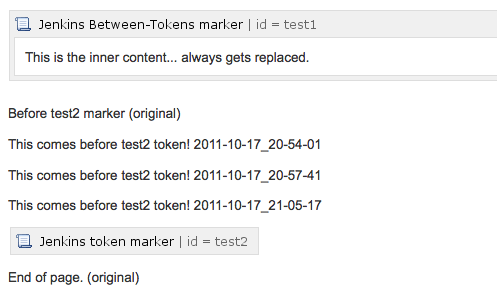 Jenkins Between-Tokens marker | id = test1
This is the inner content... always gets replaced.
Before test2 marker (original)
This comes before test2 token! 2011-10-17_20-54-01
This comes before test2 token! 2011-10-17_20-57-41
This comes before test2 token! 2011-10-17_21-05-17
Jenkins token marker | id = test2
End of page. (original)